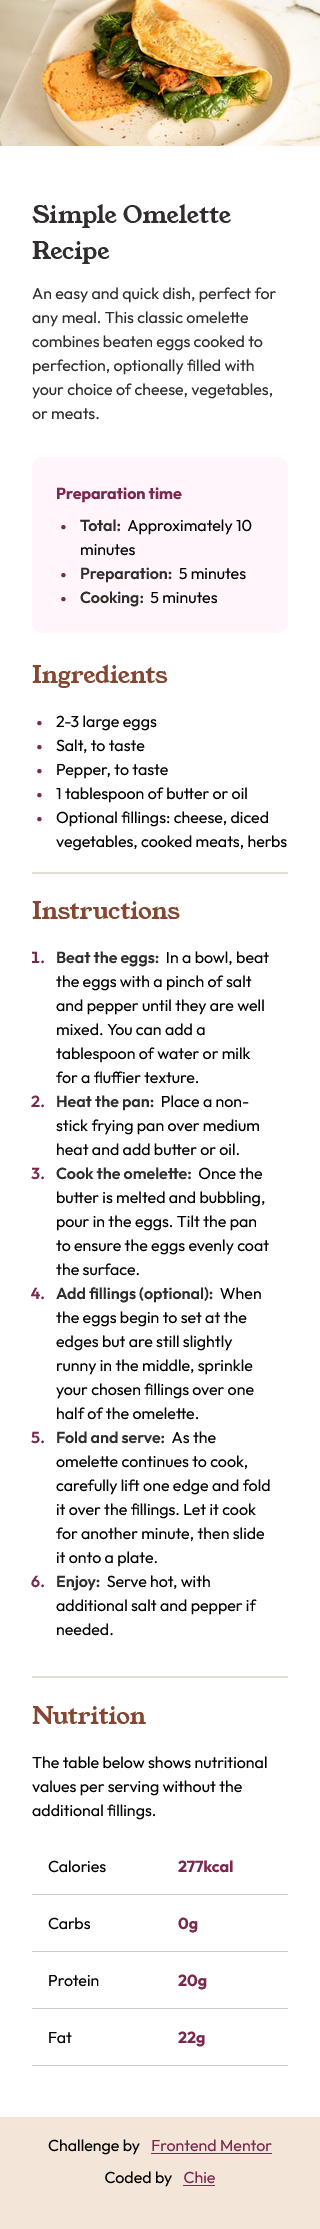 Simple Omelette
Recipe
An easy and quick dish, perfect for
any meal. This classic omelette
combines beaten eggs cooked to
perfection, optionally filled with
your choice of cheese, vegetables,
or meats.
Preparation time
• Total: Approximately 10
minutes
• Preparation: 5 minutes
• Cooking: 5 minutes
Ingredients
• 2-3 large eggs
• Salt, to taste
• Pepper, to taste
• 1 tablespoon of butter or oil
• Optional fillings: cheese, diced
vegetables, cooked meats, herbs
Instructions
1. Beat the eggs: In a bowl, beat
the eggs with a pinch of salt
and pepper until they are well
mixed. You can add a
tablespoon of water or milk
for a fluffier texture.
2. Heat the pan: Place a non-
stick frying pan over medium
heat and add butter or oil.
3. Cook the omelette: Once the
butter is melted and bubbling,
pour in the eggs. Tilt the pan
to ensure the eggs evenly coat
the surface.
4. Add fillings (optional): When
the eggs begin to set at the
edges but are still slightly
runny in the middle, sprinkle
your chosen fillings over one
half of the omelette.
5. Fold and serve: As the
omelette continues to cook,
carefully lift one edge and fold
it over the fillings. Let it cook
for another minute, then slide
it onto a plate.
6. Enjoy: Serve hot, with
additional salt and pepper if
needed.
Nutrition
The table below shows nutritional
values per serving without the
additional fillings.
Calories 277kcal
Carbs 0g
Protein 20g
Fat 22g
Challenge by Frontend Mentor
Coded by Chie